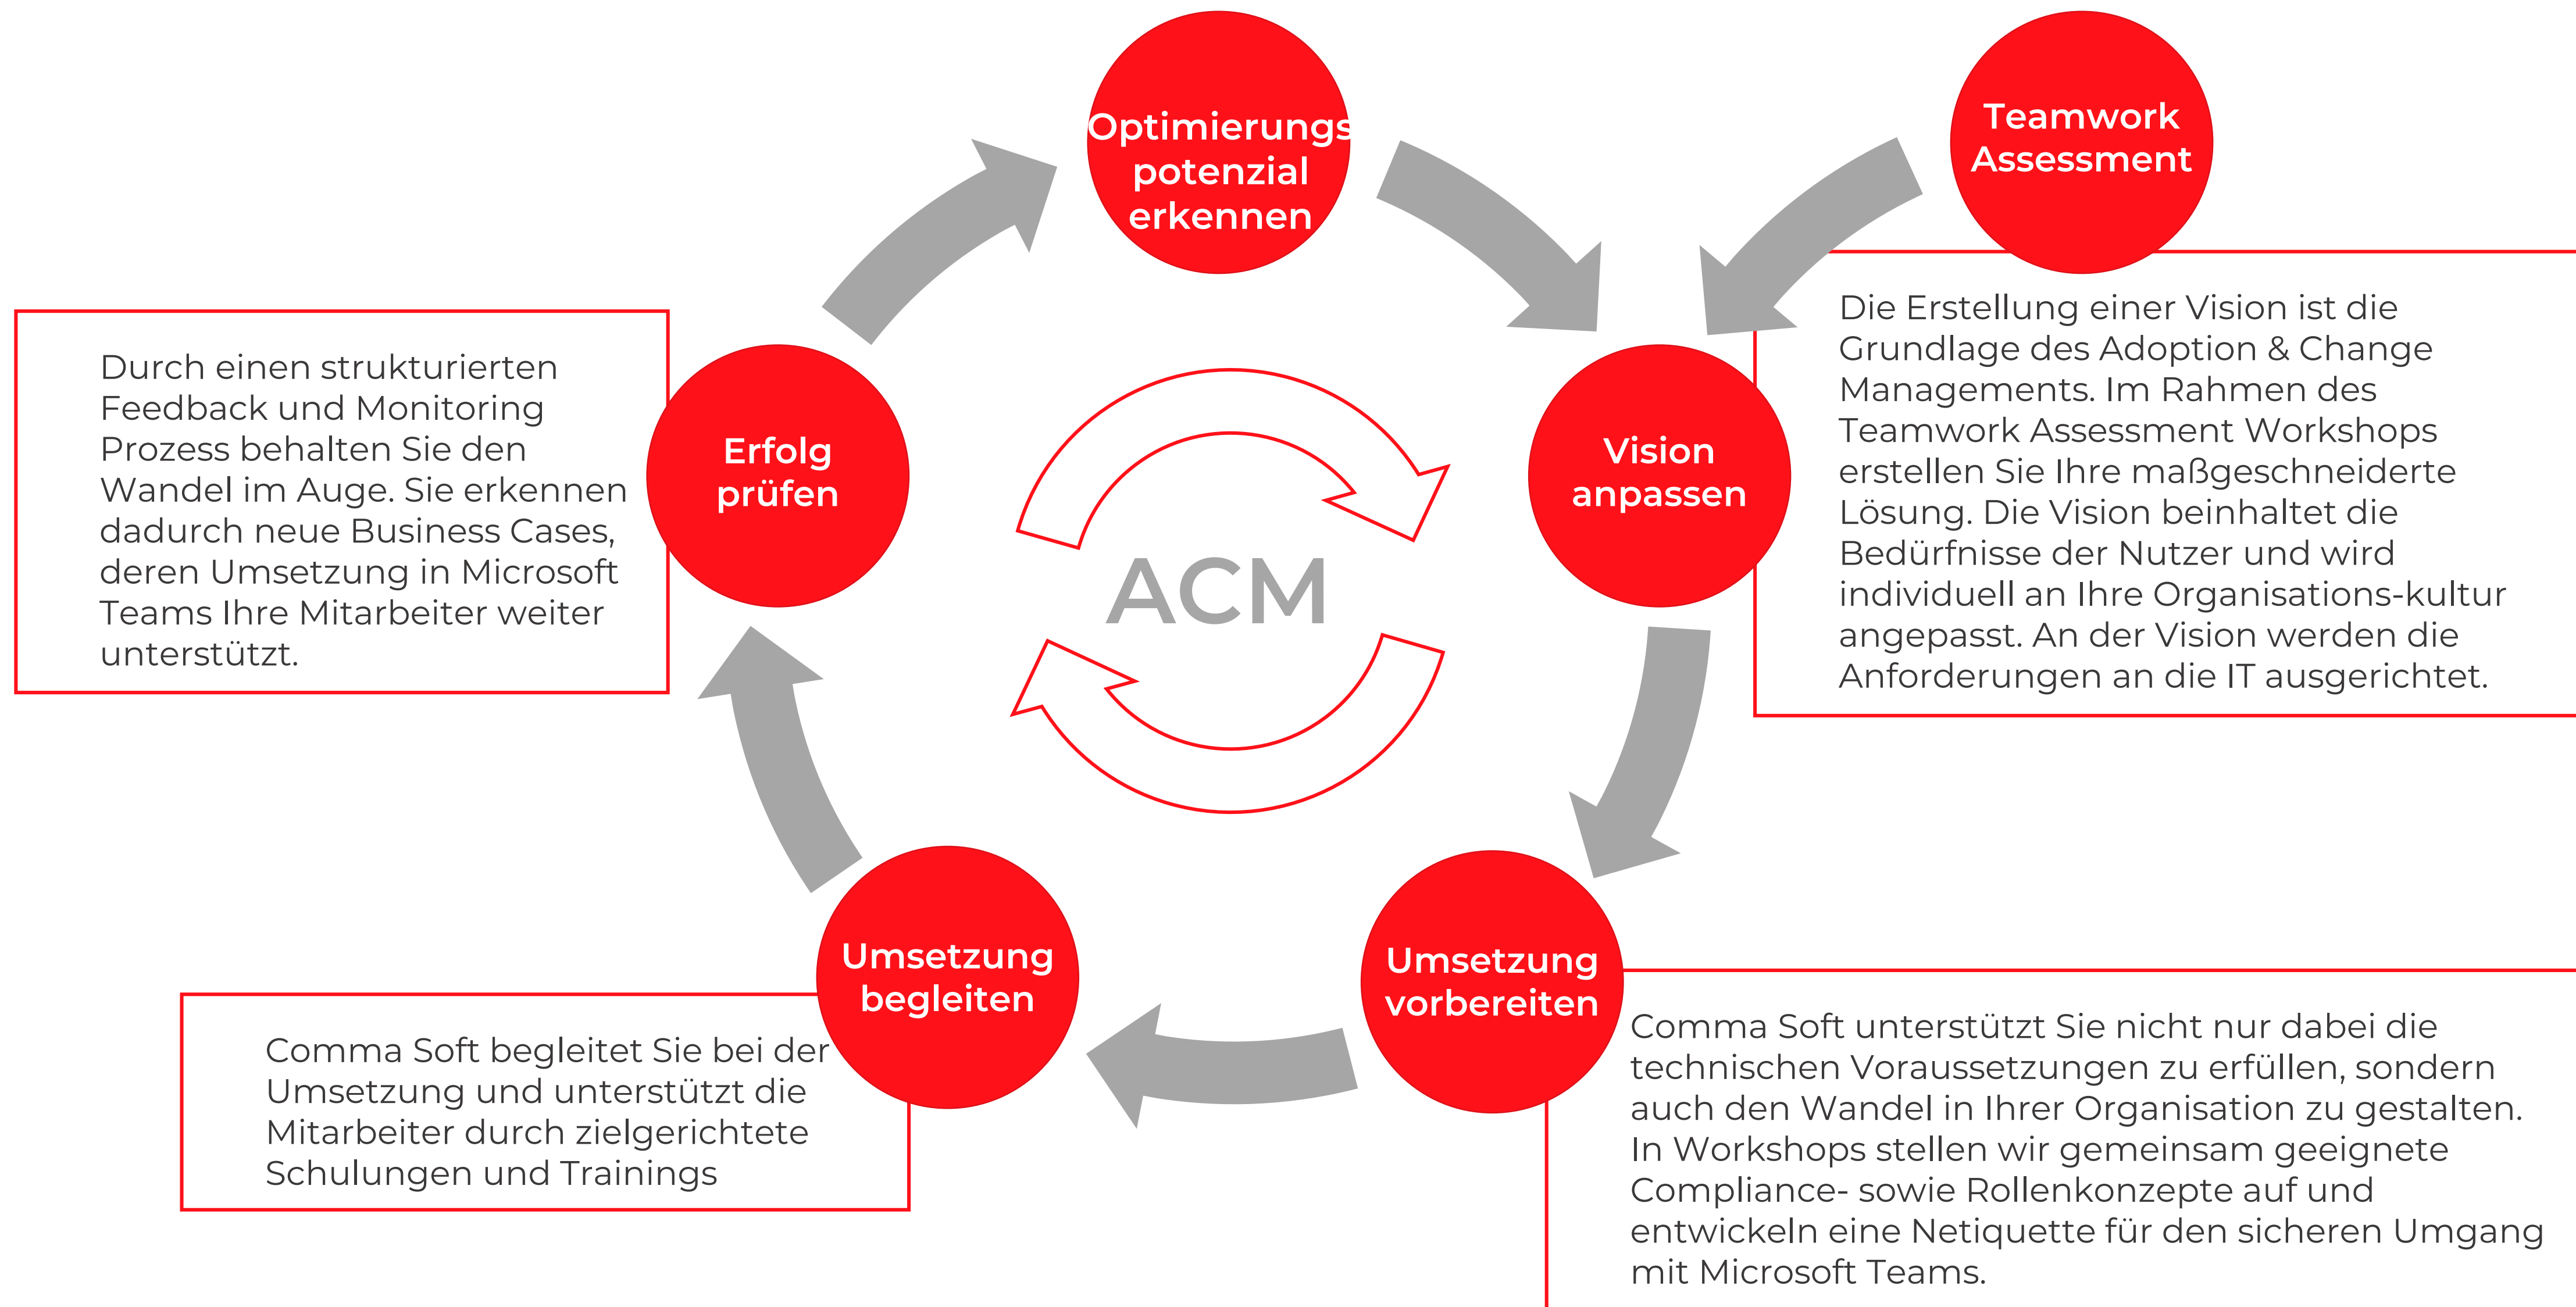 Optimierungs
potenzial
erkennen
Teamwork
Assessment
Durch einen strukturierten
Feedback und Monitoring
Prozess behalten Sie den
Wandel im Auge. Sie erkennen
dadurch neue Business Cases,
deren Umsetzung in Microsoft
Teams Ihre Mitarbeiter weiter
unterstützt.
Erfolg
prüfen
ACM
Vision
anpassen
Die Erstellung einer Vision ist die
Grundlage des Adoption & Change
Managements. Im Rahmen des
Teamwork Assessment Workshops
erstellen Sie Ihre maßgeschneiderte
Lösung. Die Vision beinhaltet die
Bedürfnisse der Nutzer und wird
individuell an Ihre Organisations-kultur
angepasst. An der Vision werden die
Anforderungen an die IT ausgerichtet.
Umsetzung
begleiten
Comma Soft begleitet Sie bei der
Umsetzung und unterstützt die
Mitarbeiter durch zielgerichtete
Schulungen und Trainings
Umsetzung
vorbereiten
Comma Soft unterstützt Sie nicht nur dabei die
technischen Voraussetzungen zu erfüllen, sondern
auch den Wandel in Ihrer Organisation zu gestalten.
In Workshops stellen wir gemeinsam geeignete
Compliance- sowie Rollenkonzepte auf und
entwickeln eine Netiquette für den sicheren Umgang
mit Microsoft Teams.